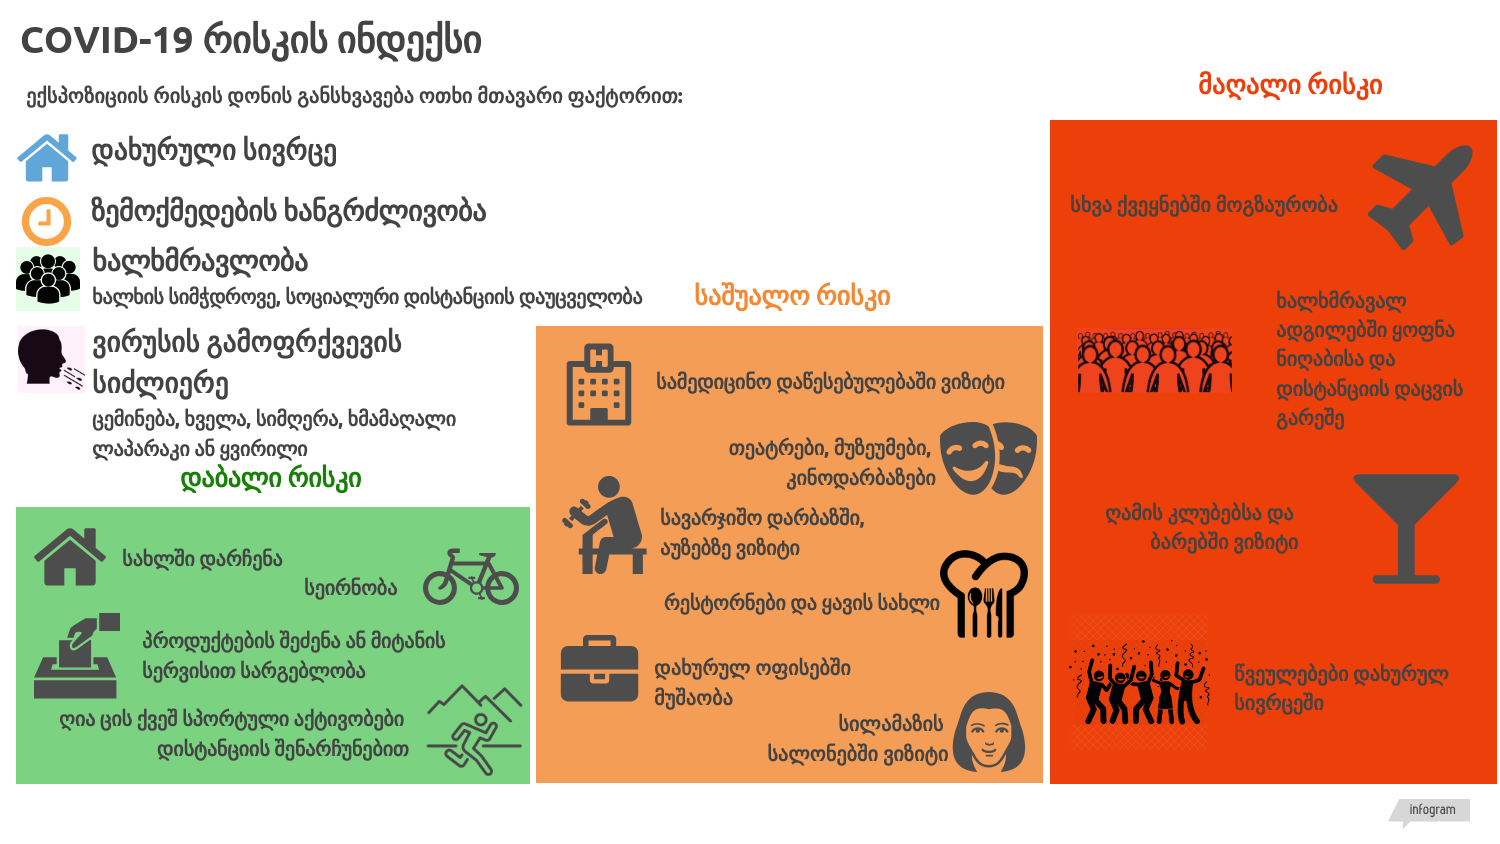 COVID-19 რისკის ინდექსი
ექსპოზიციის რისკის დონის განსხვავება ოთხი მთავარი ფაქტორით:
დახურული სივრცე
ზემოქმედების ხანგრძლივობა
ხალხმრავლობა
ხალხის სიმჭდროვე, სოციალური დისტანციის დაუცველობა
ვირუსის გამოფრქვევის
სიძლიერე
ცემინება, ხველა, სიმღერა, ხმამაღალი
ლაპარაკი ან ყვირილი
დაბალი რისკი
სახლში დარჩენა
სეირნობა
პროდუქტების შეძენა ან მიტანის
სერვისით სარგებლობა
ღია ცის ქვეშ სპორტული აქტივობები
დისტანციის შენარჩუნებით
საშუალო რისკი
სამედიცინო დაწესებულებაში ვიზიტი
თეატრები, მუზეუმები,
კინოდარბაზები
სავარჯიშო დარბაზში,
აუზებზე ვიზიტი
რესტორნები და ყავის სახლი
დახურულ ოფისებში
მუშაობა
სილამაზის
სალონებში ვიზიტი
მაღალი რისკი
სხვა ქვეყნებში მოგზაურობა
ხალხმრავალ
ადგილებში ყოფნა
ნიღაბისა და
დისტანციის დაცვის
გარეშე
ღამის კლუბებსა და
ბარებში ვიზიტი
წვეულებები დახურულ
სივრცეში
infogram